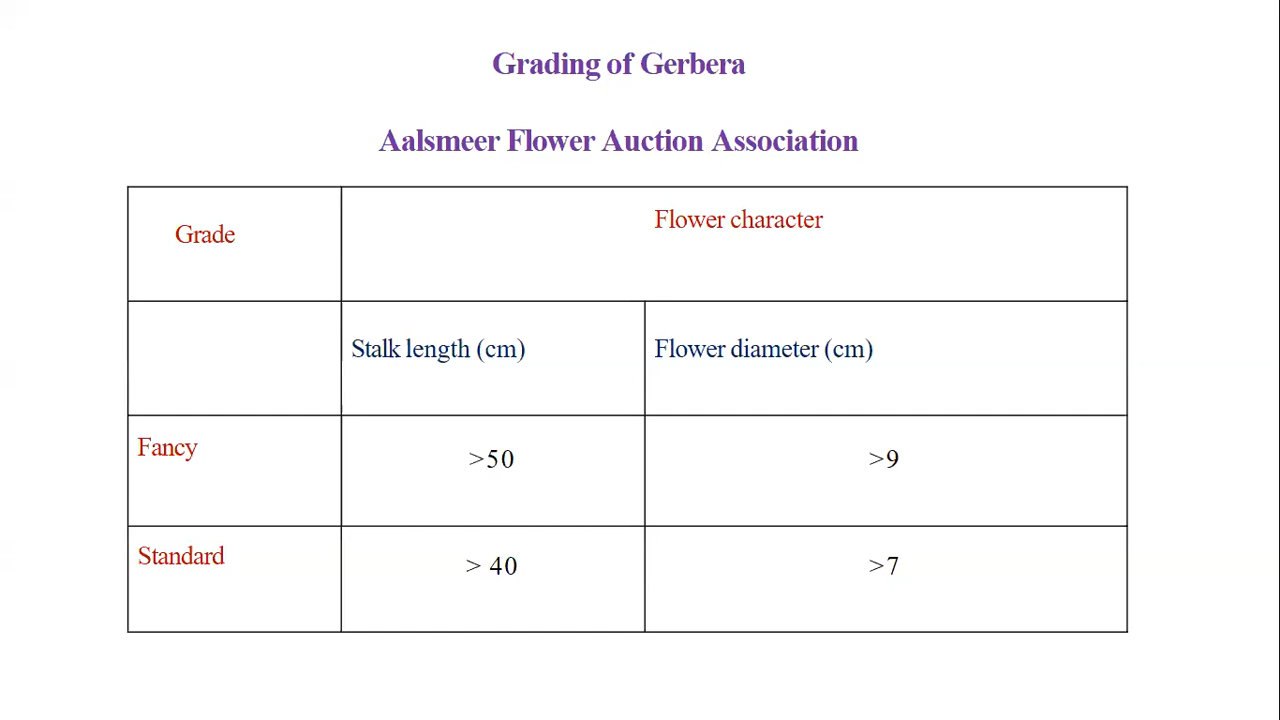 Grading of Gerbera
Aalsmeer Flower Auction Association
Grade
Flower character
Stalk length (cm)
Flower diameter (cm)
Fancy
>50
>9
Standard
> 40
>7